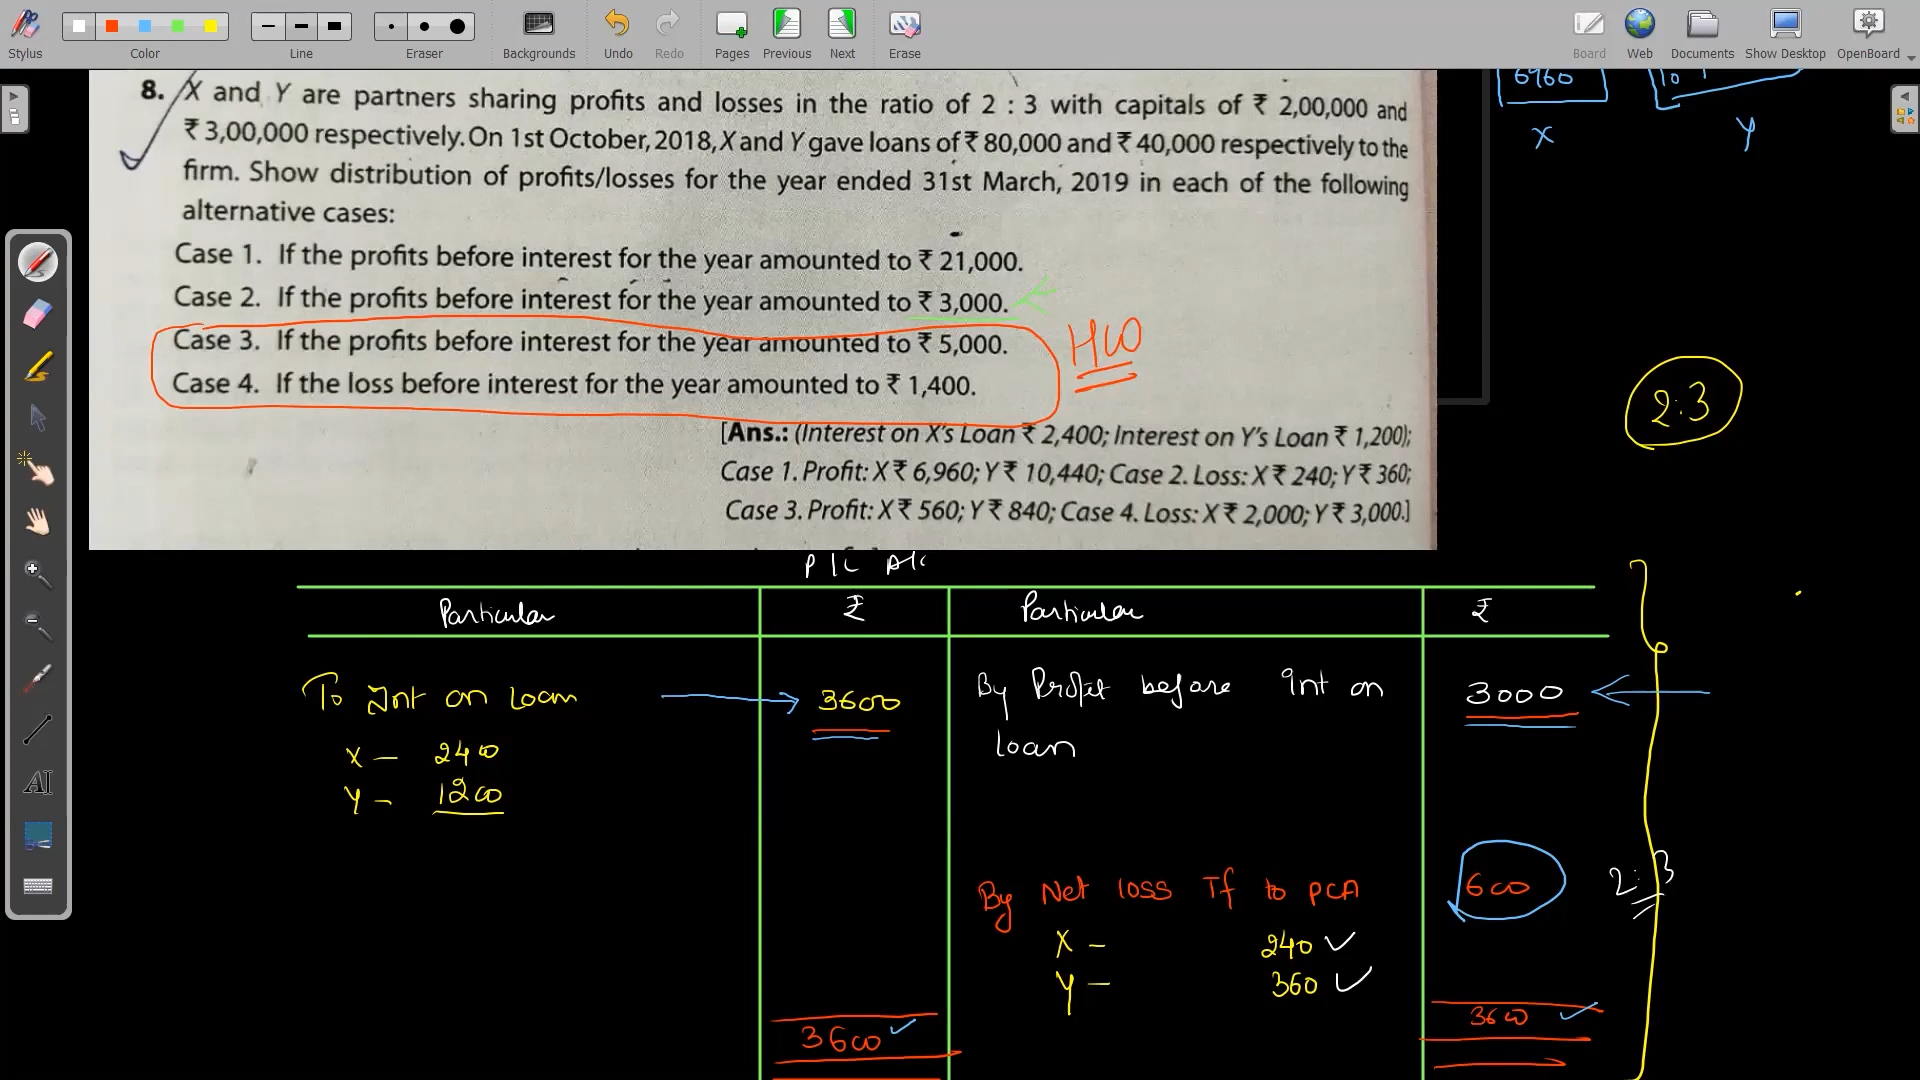 Stylus
Color
Line
Eraser
Backgrounds
Undo
Redo
Pages
Previous
Next
Erase
Board
Web
Documents
Show Desktop
OpenBoard
8. X and Y are partners sharing profits and losses in the ratio of 2 : 3 with capitals of ₹ 2,00,000 and
₹ 3,00,000 respectively. On 1st October, 2018, X and Y gave loans of ₹ 80,000 and ₹ 40,000 respectively to the
firm. Show distribution of profits/losses for the year ended 31st March, 2019 in each of the following
alternative cases:
Case 1. If the profits before interest for the year amounted to ₹ 21,000.
Case 2. If the profits before interest for the year amounted to ₹ 3,000.
Case 3. If the profits before interest for the year amounted to ₹ 5,000.
Case 4. If the loss before interest for the year amounted to ₹ 1,400.
HW
[Ans.: (Interest on X's Loan ₹ 2,400; Interest on Y's Loan ₹ 1,200);
Case 1. Profit: X ₹ 6,960; Y ₹ 10,440; Case 2. Loss: X ₹ 240; Y ₹ 360;
Case 3. Profit: X ₹ 560; Y ₹ 840; Case 4. Loss: X ₹ 2,000; Y ₹ 3,000.]
6960
X
Y
2:3
P/L A/c
Particular ₹ Particular ₹
To Int on loan 3600 By Profit before Int on 3000
loan
X - 2400
Y - 1200
By Net loss Tf to PCA 600 2:3
X - 240
Y - 360
3600 3600
AI